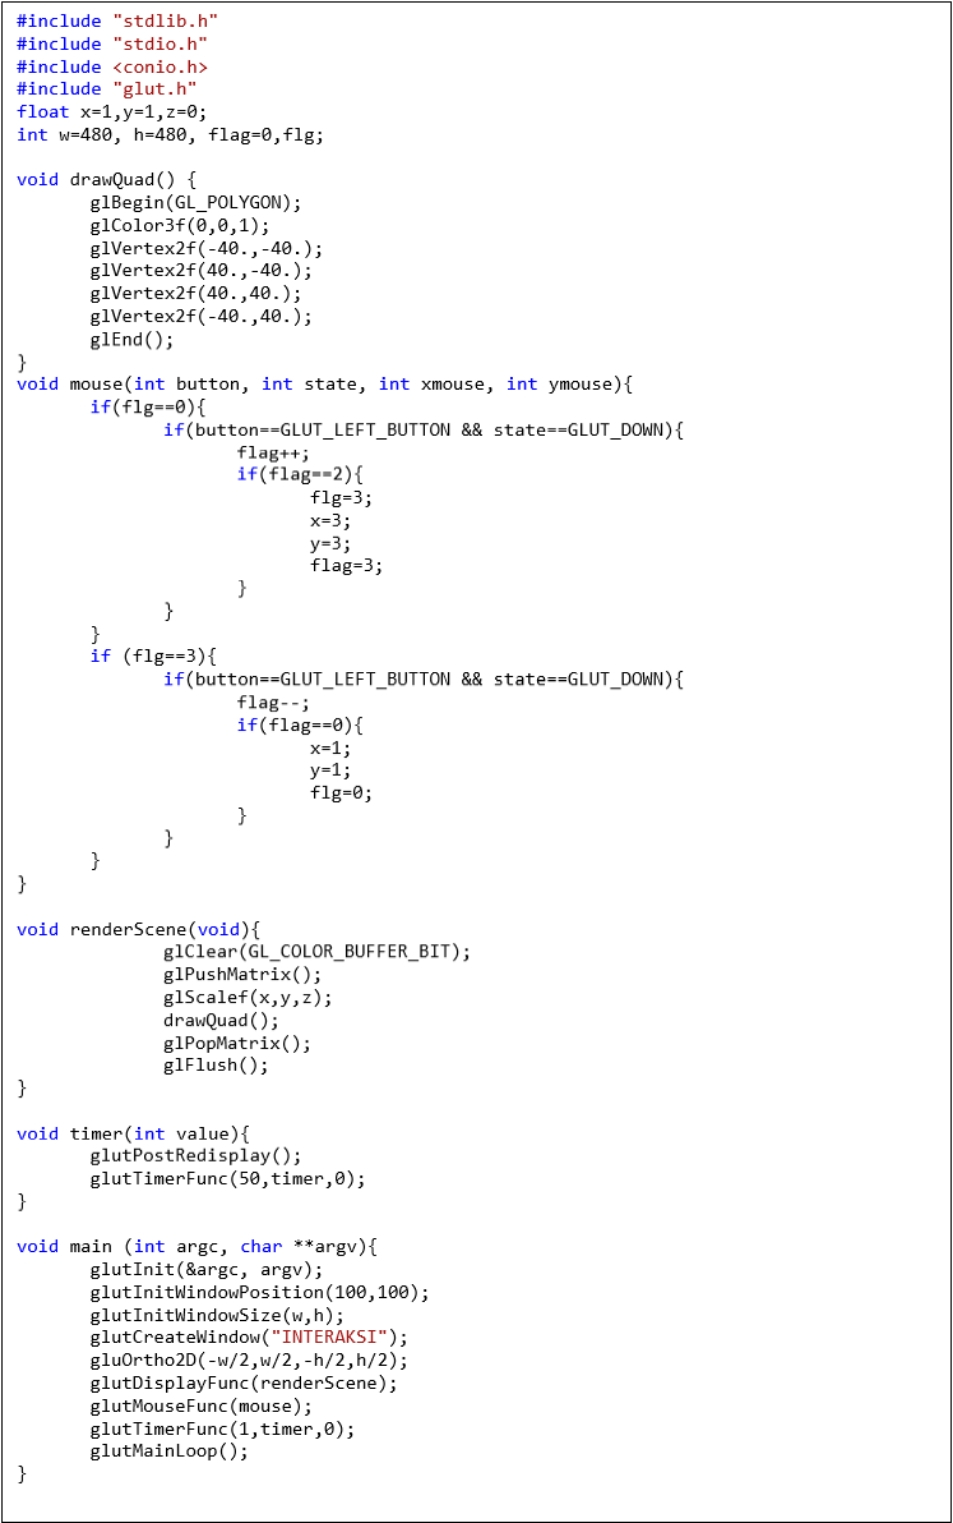 #include "stdlib.h"
#include "stdio.h"
#include <conio.h>
#include "glut.h"
float x=1,y=1,z=0;
int w=480, h=480, flag=0,flg;
void drawQuad() {
glBegin(GL_POLYGON);
glColor3f(0,0,1);
glVertex2f(-40.,-40.);
glVertex2f(40.,-40.);
glVertex2f(40.,40.);
glVertex2f(-40.,40.);
glEnd();
}
void mouse(int button, int state, int xmouse, int ymouse){
if(flg==0){
if(button==GLUT_LEFT_BUTTON && state==GLUT_DOWN){
flag++;
if(flag==2){
flg=3;
x=3;
y=3;
flag=3;
}
}
}
if (flg==3){
if(button==GLUT_LEFT_BUTTON && state==GLUT_DOWN){
flag--;
if(flag==0){
x=1;
y=1;
flg=0;
}
}
}
}
void renderScene(void){
glClear(GL_COLOR_BUFFER_BIT);
glPushMatrix();
glScalef(x,y,z);
drawQuad();
glPopMatrix();
glFlush();
}
void timer(int value){
glutPostRedisplay();
glutTimerFunc(50,timer,0);
}
void main (int argc, char **argv){
glutInit(&argc, argv);
glutInitWindowPosition(100,100);
glutInitWindowSize(w,h);
glutCreateWindow("INTERAKSI");
gluOrtho2D(-w/2,w/2,-h/2,h/2);
glutDisplayFunc(renderScene);
glutMouseFunc(mouse);
glutTimerFunc(1,timer,0);
glutMainLoop();
}